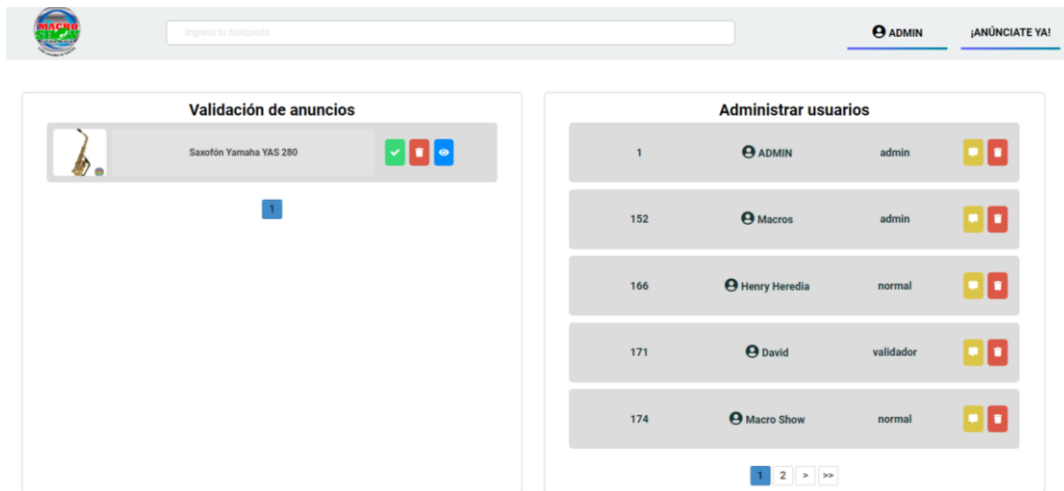 MACRO
SHOW
Ingresa tu búsqueda
ADMIN
¡ANÚNCIATE YA!
Validación de anuncios
Saxofón Yamaha YAS 280
1
Administrar usuarios
1 ADMIN admin
152 Macros admin
166 Henry Heredia normal
171 David validador
174 Macro Show normal
1 2 > >>